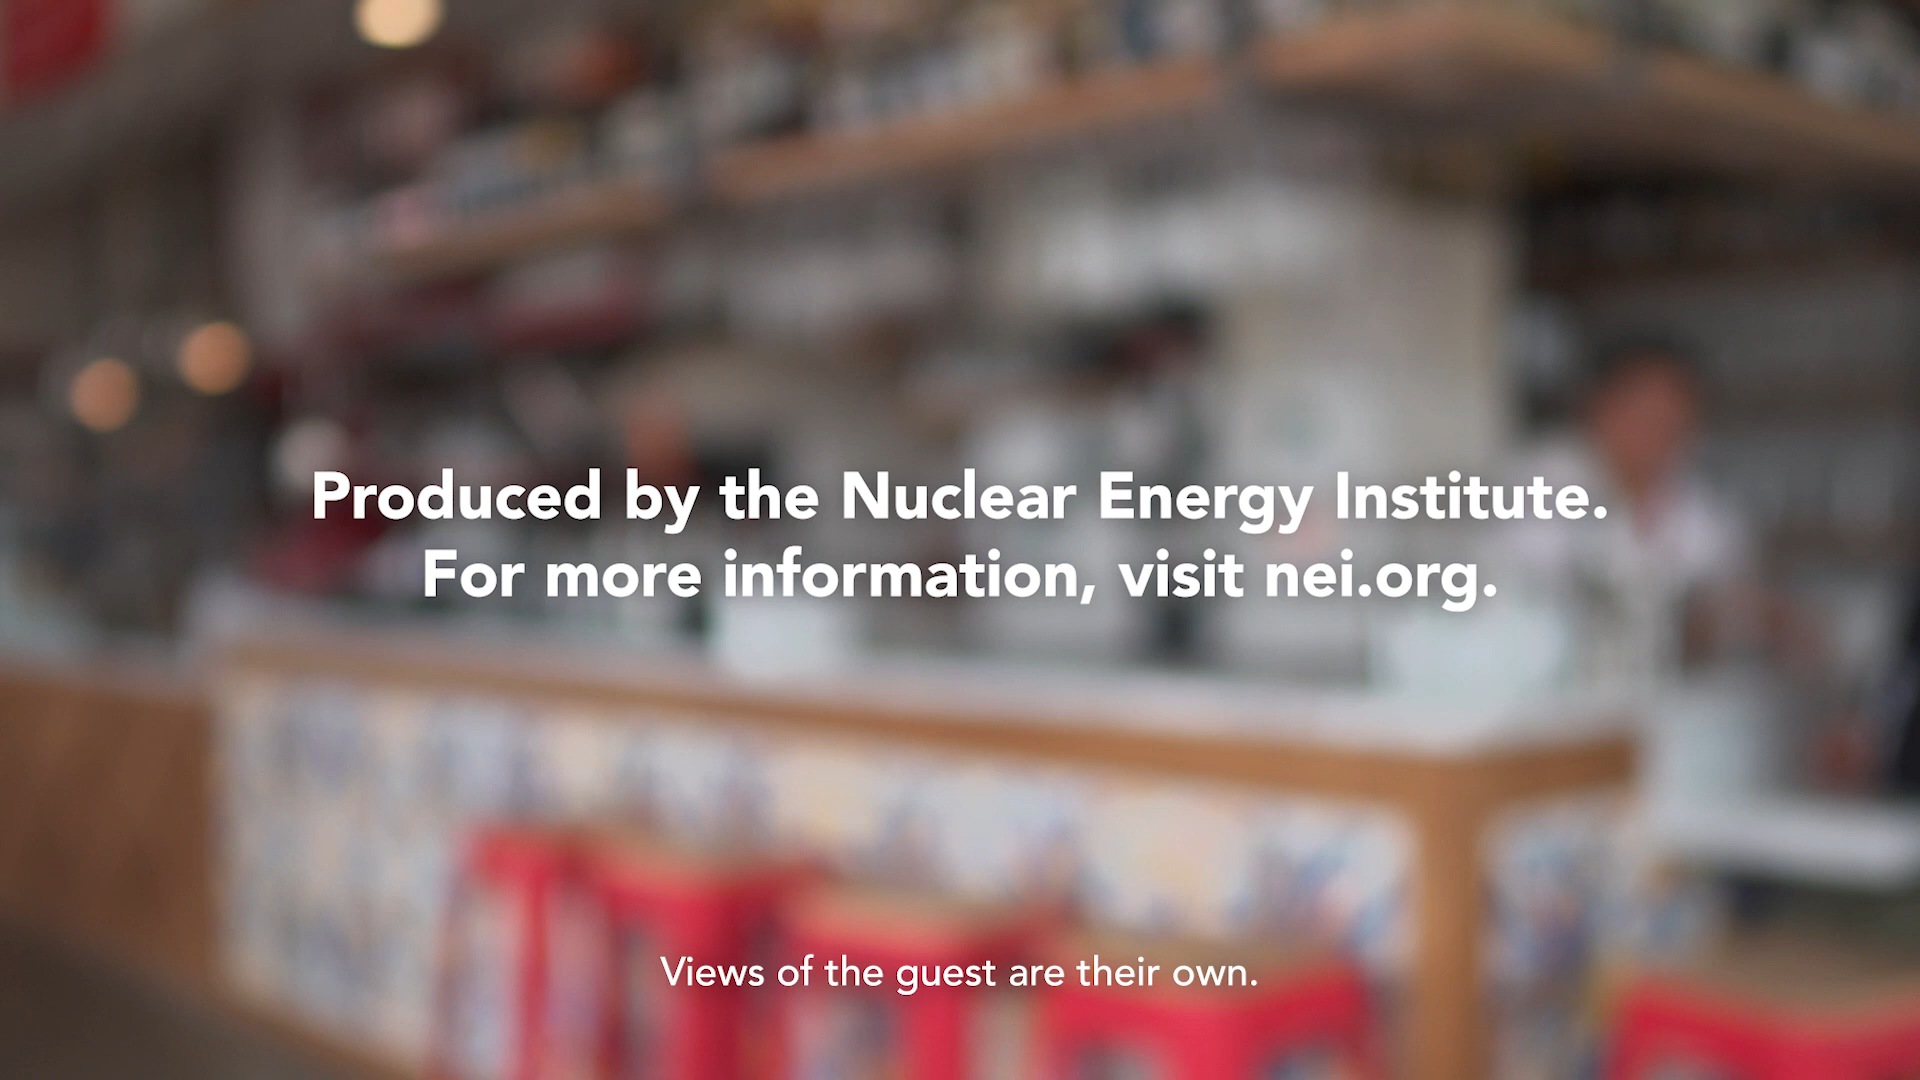 Produced by the Nuclear Energy Institute.
For more information, visit nei.org.
Views of the guest are their own.